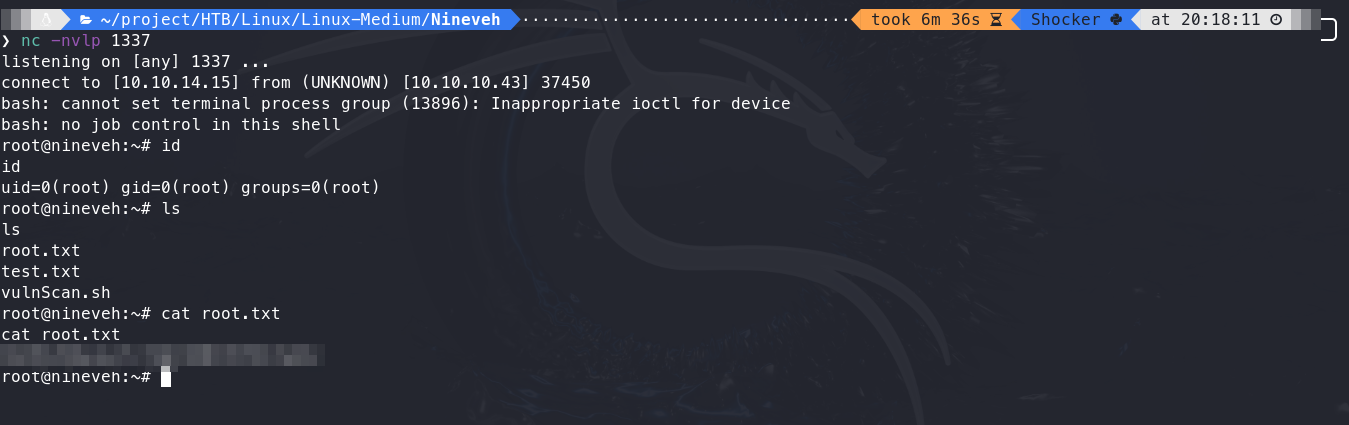 ~/project/HTB/Linux/Linux-Medium/Nineveh took 6m 36s Shocker at 20:18:11
❯ nc -nvlp 1337
listening on [any] 1337 ...
connect to [10.10.14.15] from (UNKNOWN) [10.10.10.43] 37450
bash: cannot set terminal process group (13896): Inappropriate ioctl for device
bash: no job control in this shell
root@nineveh:~# id
id
uid=0(root) gid=0(root) groups=0(root)
root@nineveh:~# ls
ls
root.txt
test.txt
vulnScan.sh
root@nineveh:~# cat root.txt
cat root.txt
root@nineveh:~#